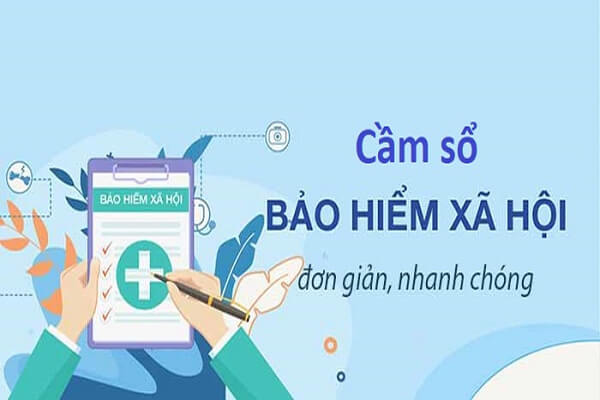 Cầm sổ
BẢO HIỂM XÃ HỘI
đơn giản, nhanh chóng
BẢO HIỂM XÃ HỘI